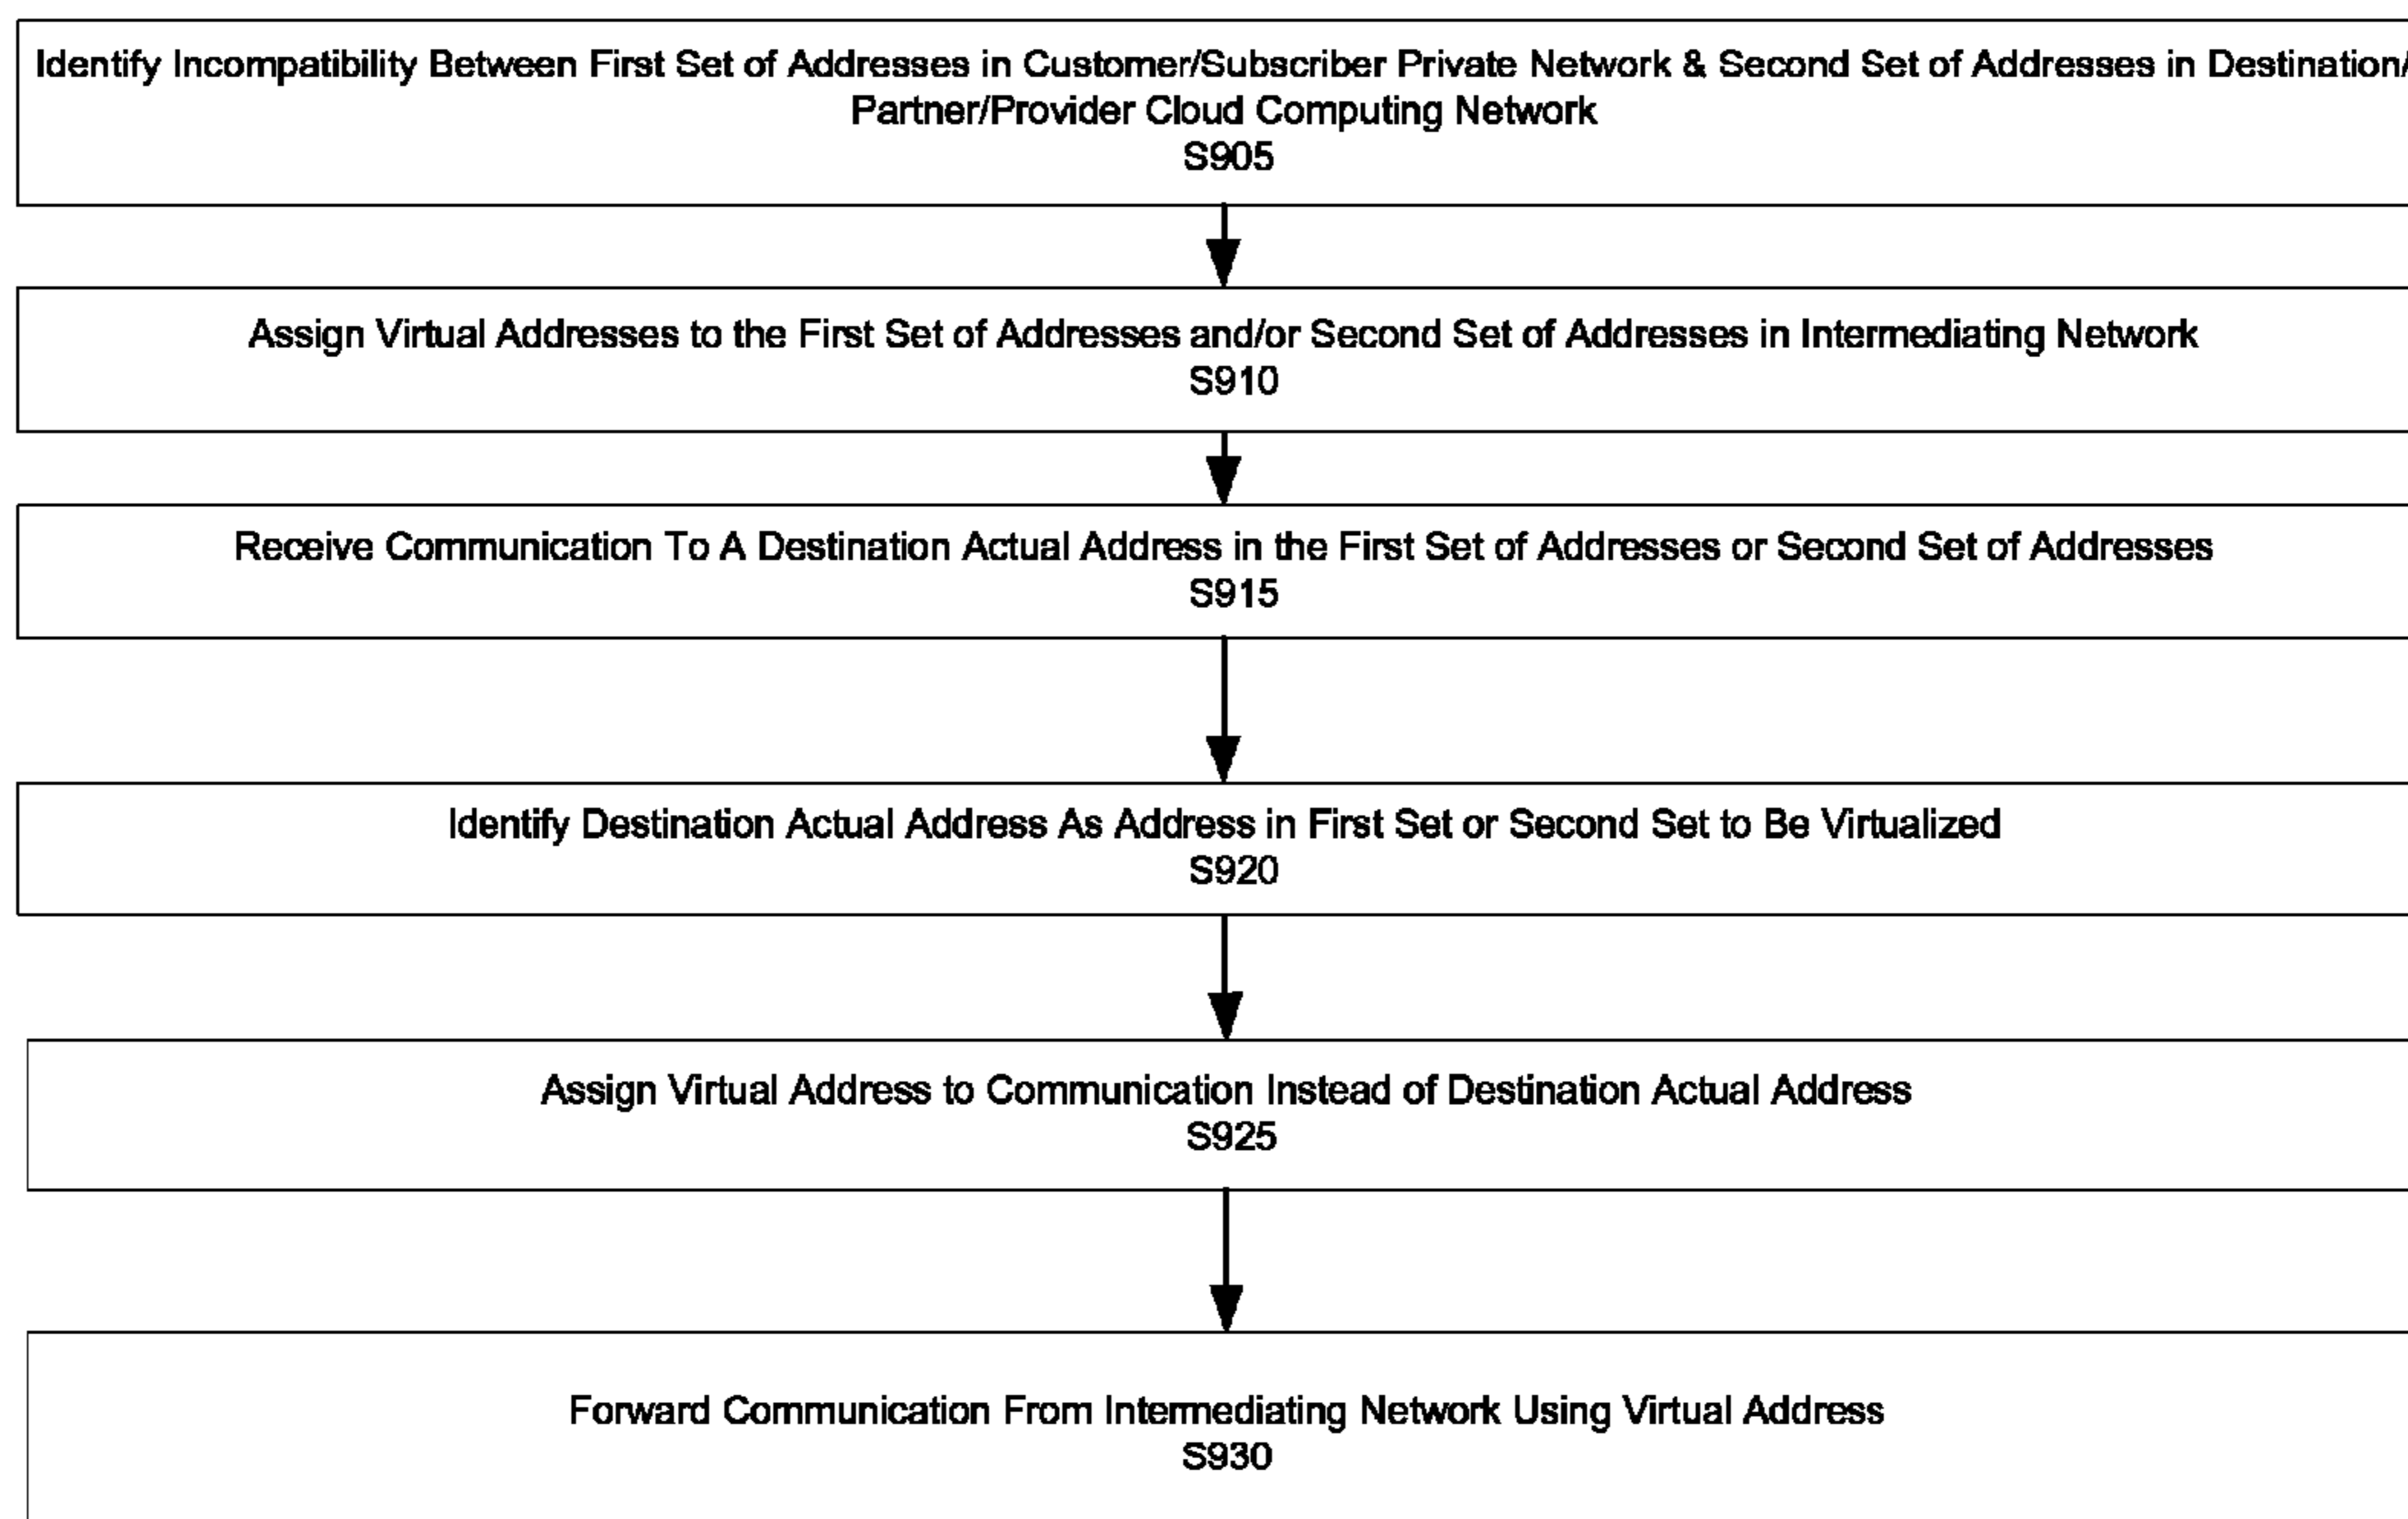 Identify Incompatibility Between First Set of Addresses in Customer/Subscriber Private Network & Second Set of Addresses in Destination/
Partner/Provider Cloud Computing Network
S905
Assign Virtual Addresses to the First Set of Addresses and/or Second Set of Addresses in Intermediating Network
S910
Receive Communication To A Destination Actual Address in the First Set of Addresses or Second Set of Addresses
S915
Identify Destination Actual Address As Address in First Set or Second Set to Be Virtualized
S920
Assign Virtual Address to Communication Instead of Destination Actual Address
S925
Forward Communication From Intermediating Network Using Virtual Address
S930